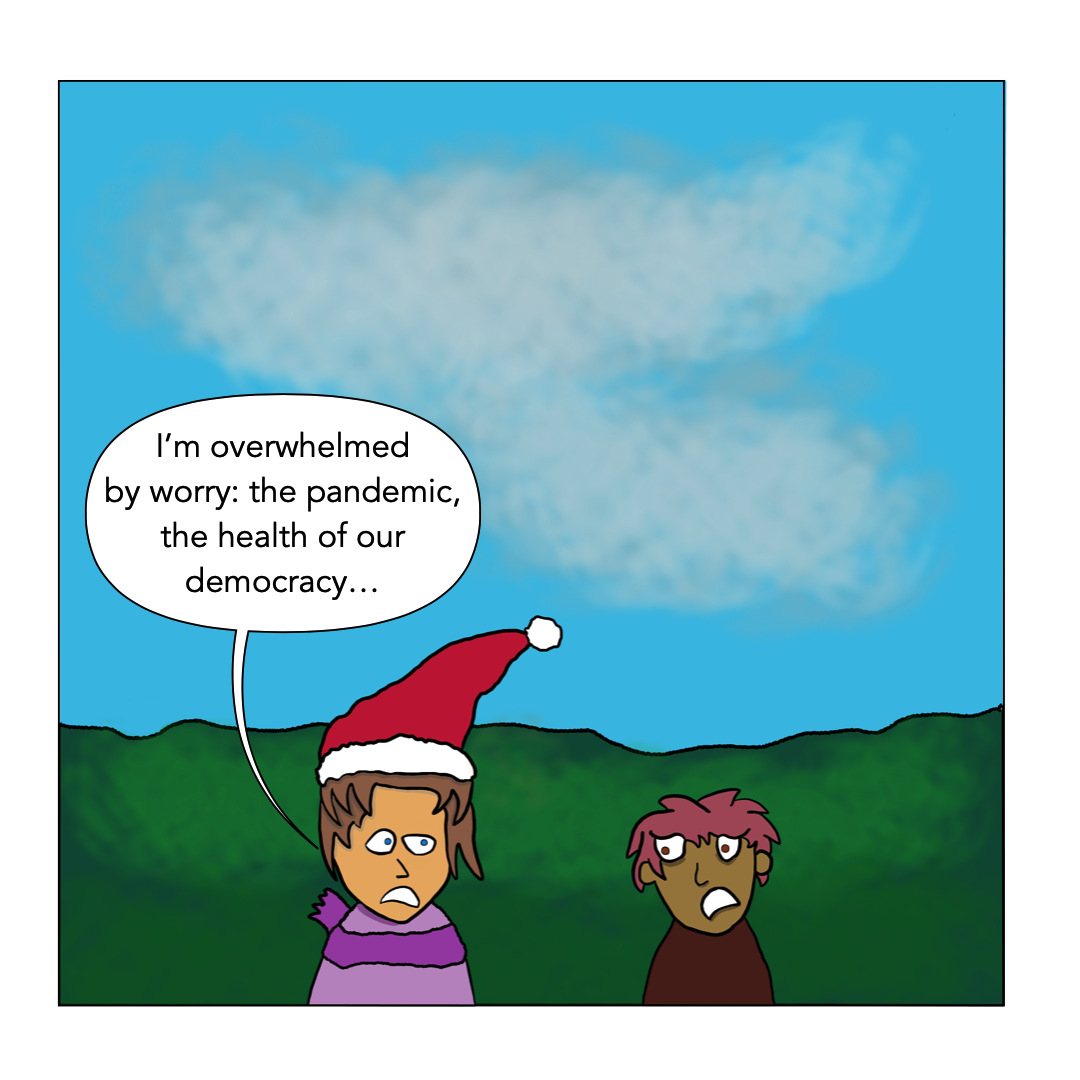 I’m overwhelmed
by worry: the pandemic,
the health of our
democracy…